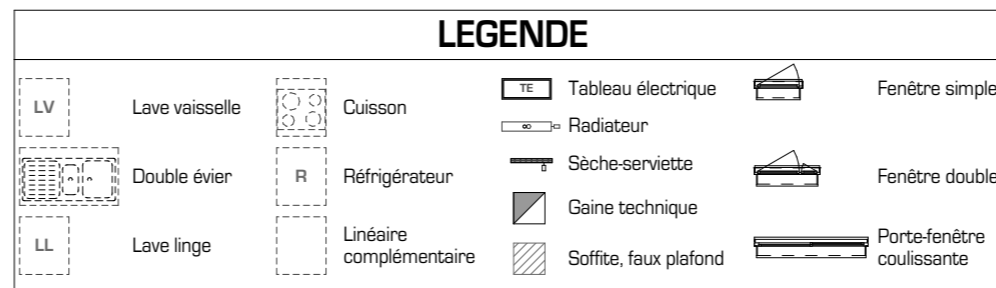 LEGENDE
LV
Lave vaisselle
Double évier
LL
Lave linge
Cuisson
R
Réfrigérateur
Linéaire
complémentaire
TE
Tableau électrique
Radiateur
Sèche-serviette
Gaine technique
Soffite, faux plafond
Fenêtre simple
Fenêtre double
Porte-fenêtre
coulissante